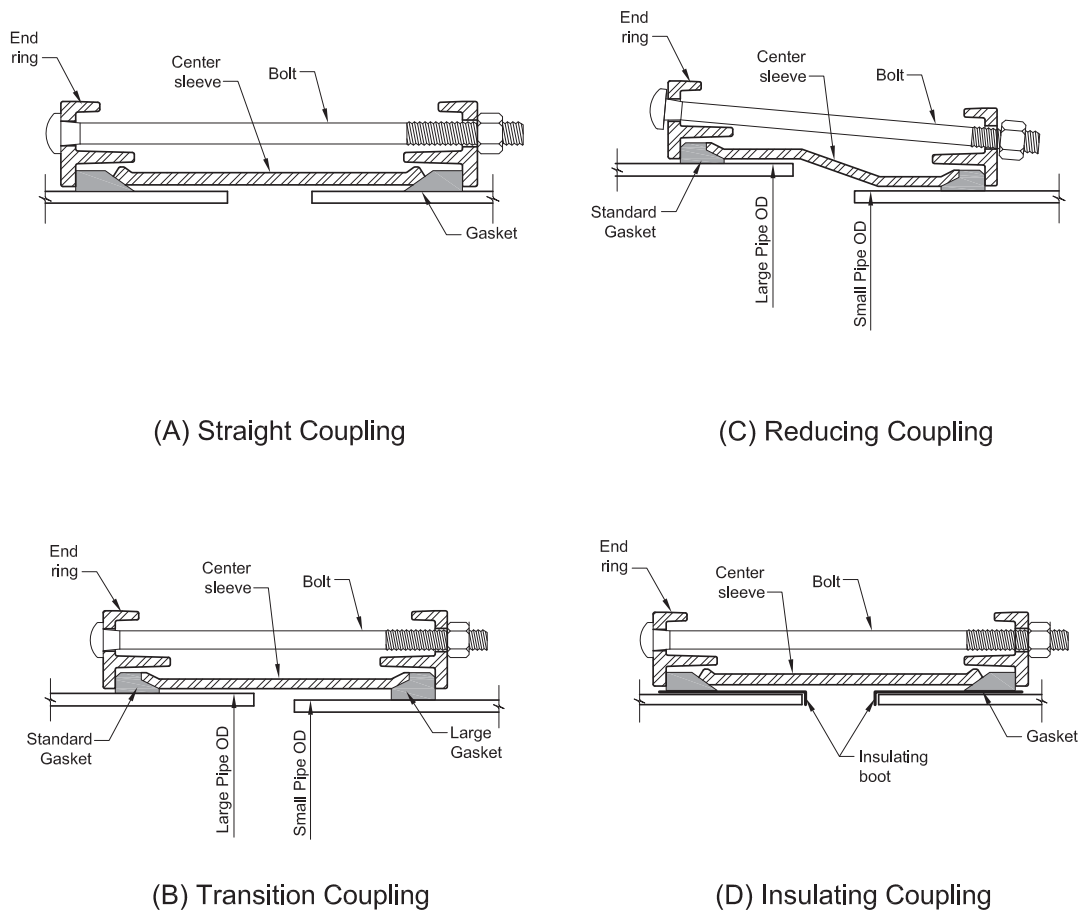 End
ring
Center
sleeve
Bolt
Gasket
(A) Straight Coupling
End
ring
Center
sleeve
Bolt
Standard
Gasket
Large Pipe OD
Small Pipe OD
(C) Reducing Coupling
End
ring
Center
sleeve
Bolt
Standard
Gasket
Large Pipe OD
Small Pipe OD
Large
Gasket
(B) Transition Coupling
End
ring
Center
sleeve
Bolt
Gasket
Insulating
boot
(D) Insulating Coupling